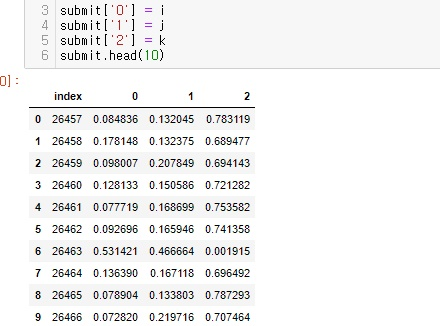 3 submit['0'] = i
4 submit['1'] = j
5 submit['2'] = k
6 submit.head(10)
0]:
index 0 1 2
0 26457 0.084836 0.132045 0.783119
1 26458 0.178148 0.132375 0.689477
2 26459 0.098007 0.207849 0.694143
3 26460 0.128133 0.150586 0.721282
4 26461 0.077719 0.168699 0.753582
5 26462 0.092696 0.165946 0.741358
6 26463 0.531421 0.466664 0.001915
7 26464 0.136390 0.167118 0.696492
8 26465 0.078904 0.133803 0.787293
9 26466 0.072820 0.219716 0.707464